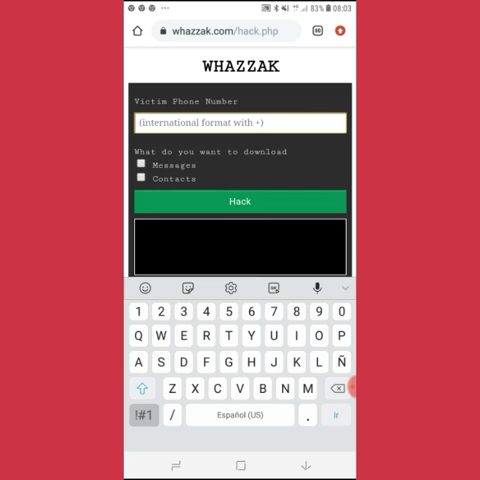 83% 08:03
whazzak.com/hack.php
WHAZZAK
Victim Phone Number
(international format with +)
What do you want to download
Messages
Contacts
Hack
1 2 3 4 5 6 7 8 9 0
Q W E R T Y U I O P
A S D F G H J K L Ñ
Z X C V B N M
!#1 / Español (US) . Ir